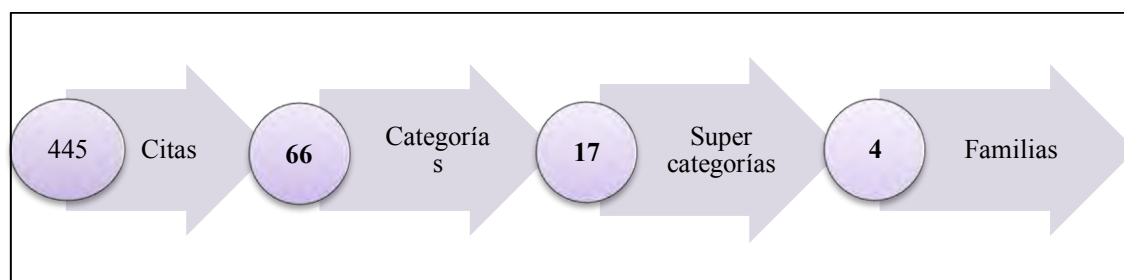 445
Citas
66
Categoría
s
17
Super
categorías
4
Familias